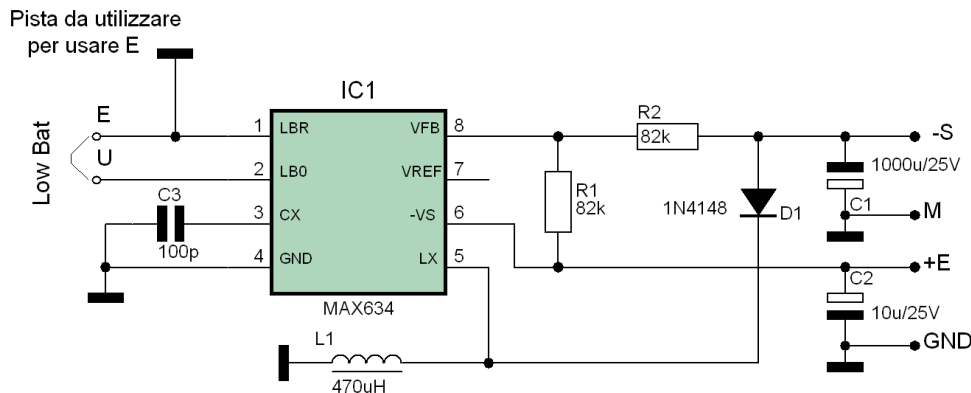 Pista da utilizzare
per usare E
Low Bat
E
U
IC1
1 LBR
2 LB0
3 CX
4 GND
VFB 8
VREF 7
-VS 6
LX 5
MAX634
C3
100p
L1
470uH
R2
82k
R1
82k
1N4148
D1
1000u/25V
C1
C2
10u/25V
-S
M
+E
GND